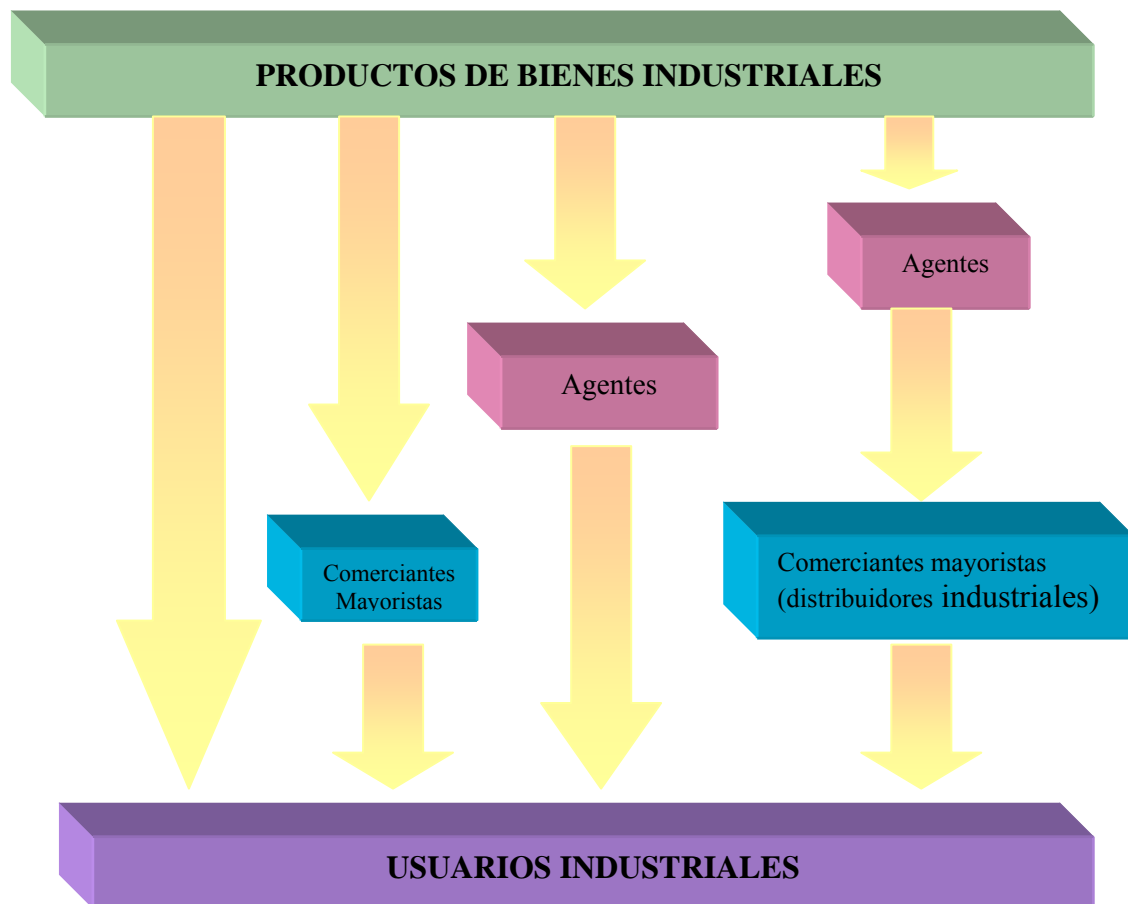 PRODUCTOS DE BIENES INDUSTRIALES
Agentes
Agentes
Comerciantes
Mayoristas
Comerciantes mayoristas
(distribuidores industriales)
USUARIOS INDUSTRIALES